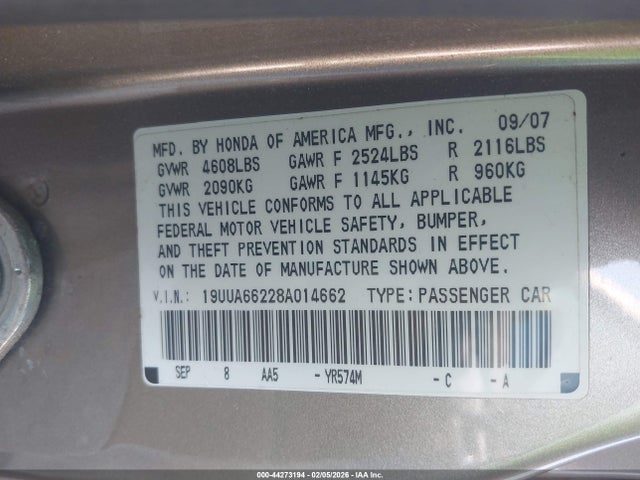 MFD. BY HONDA OF AMERICA MFG., INC. 09/07
GVWR 4608LBS GAWR F 2524LBS R 2116LBS
GVWR 2090KG GAWR F 1145KG R 960KG
THIS VEHICLE CONFORMS TO ALL APPLICABLE
FEDERAL MOTOR VEHICLE SAFETY, BUMPER,
AND THEFT PREVENTION STANDARDS IN EFFECT
ON THE DATE OF MANUFACTURE SHOWN ABOVE.
V.I.N.: 19UUA66228A014662 TYPE: PASSENGER CAR
SEP 8 AA5 - YR574M - C - A
000-44273194 - 02/05/2026 - IAA Inc.